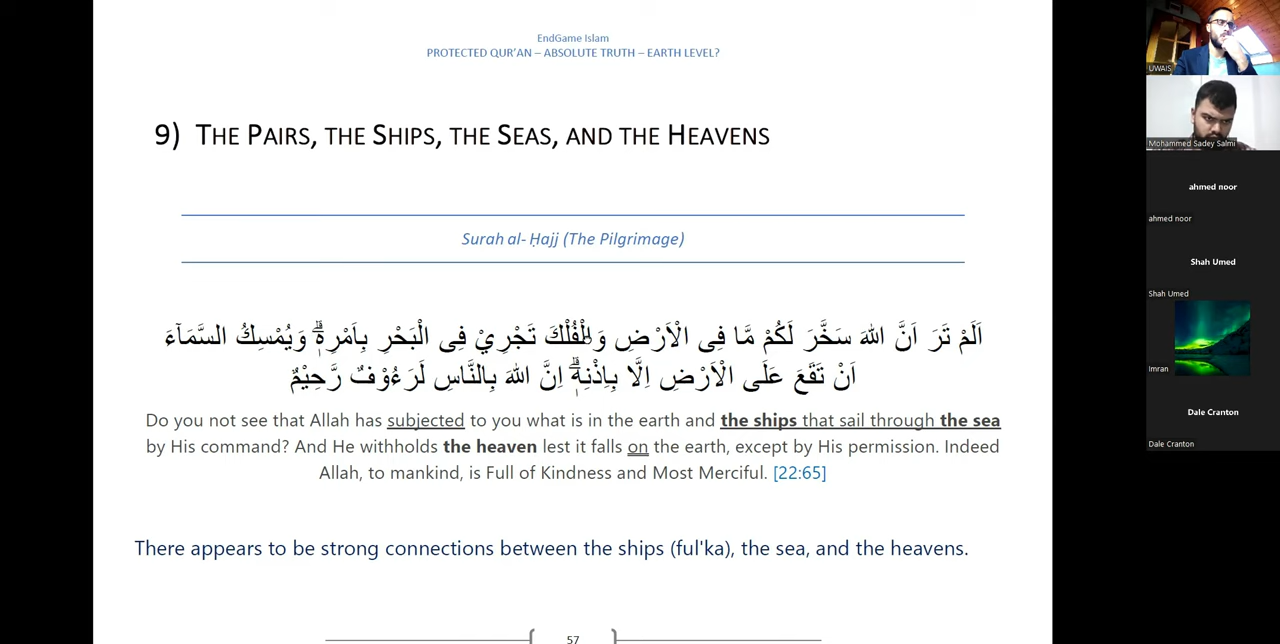 EndGame Islam
PROTECTED QUR'AN – ABSOLUTE TRUTH – EARTH LEVEL?
9) THE PAIRS, THE SHIPS, THE SEAS, AND THE HEAVENS
Surah al- Ḥajj (The Pilgrimage)
اَلَمْ تَرَ اَنَّ اللهَ سَخَّرَ لَكُمْ مَّا فِى الْاَرْضِ وَالْفُلْكَ تَجْرِيْ فِى الْبَحْرِ بِاَمْرِهٖؕ وَيُمْسِكُ السَّمَآءَ
اَنْ تَقَعَ عَلَى الْاَرْضِ اِلَّا بِاِذْنِهٖؕ اِنَّ اللهَ بِالنَّاسِ لَرَءُوْفٌ رَّحِيْمٌ
Do you not see that Allah has subjected to you what is in the earth and the ships that sail through the sea
by His command? And He withholds the heaven lest it falls on the earth, except by His permission. Indeed
Allah, to mankind, is Full of Kindness and Most Merciful. [22:65]
There appears to be strong connections between the ships (ful'ka), the sea, and the heavens.
57
UWAIS
Mohammed Sadey Salmi
ahmed noor
ahmed noor
Shah Umed
Shah Umed
Imran
Dale Cranton
Dale Cranton